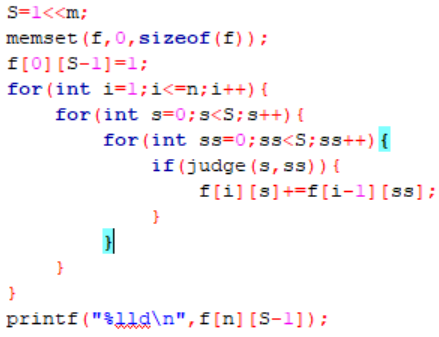 S=1<<m;
memset(f,0,sizeof(f));
f[0][S-1]=1;
for(int i=1;i<=n;i++){
    for(int s=0;s<S;s++){
        for(int ss=0;ss<S;ss++){
            if(judge(s,ss)){
                f[i][s]+=f[i-1][ss];
            }
        }
    }
}
printf("%lld\n",f[n][S-1]);